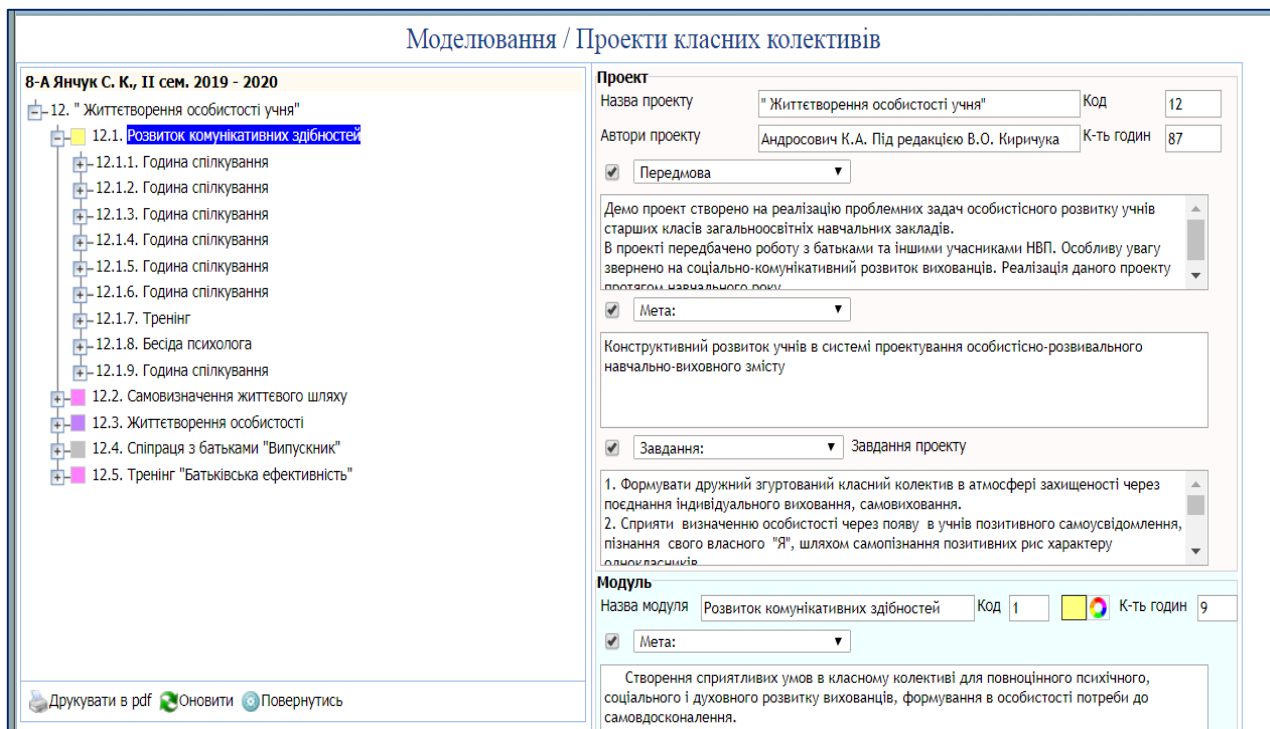 Моделювання / Проекти класних колективів
8-А Янчук С. К., II сем. 2019 - 2020
12. " Життєтворення особистості учня"
12.1. Розвиток комунікативних здібностей
12.1.1. Година спілкування
12.1.2. Година спілкування
12.1.3. Година спілкування
12.1.4. Година спілкування
12.1.5. Година спілкування
12.1.6. Година спілкування
12.1.7. Тренінг
12.1.8. Бесіда психолога
12.1.9. Година спілкування
12.2. Самовизначення життєвого шляху
12.3. Життєтворення особистості
12.4. Спіпраця з батьками "Випускник"
12.5. Тренінг "Батьківська ефективність"
Друкувати в pdf Оновити Повернутись
Проект
Назва проекту " Життєтворення особистості учня" Код 12
Автори проекту Андросович К.А. Під редакцією В.О. Киричука К-ть годин 87
Передмова
Демо проект створено на реалізацію проблемних задач особистісного розвитку учнів
старших класів загальноосвітніх навчальних закладів.
В проекті передбачено роботу з батьками та іншими учасниками НВП. Особливу увагу
звернено на соціально-комунікативний розвиток вихованців. Реалізація даного проекту
протягом навчального року
Мета:
Конструктивний розвиток учнів в системі проектування особистісно-розвивального
навчально-виховного змісту
Завдання: Завдання проекту
1. Формувати дружний згуртований класний колектив в атмосфері захищеності через
поєднання індивідуального виховання, самовиховання.
2. Сприяти визначенню особистості через появу в учнів позитивного самоусвідомлення,
пізнання свого власного "Я", шляхом самопізнання позитивних рис характеру
однокласників
Модуль
Назва модуля Розвиток комунікативних здібностей Код 1 К-ть годин 9
Мета:
Створення сприятливих умов в класному колективі для повноцінного психічного,
соціального і духовного розвитку вихованців, формування в особистості потреби до
самовдосконалення.